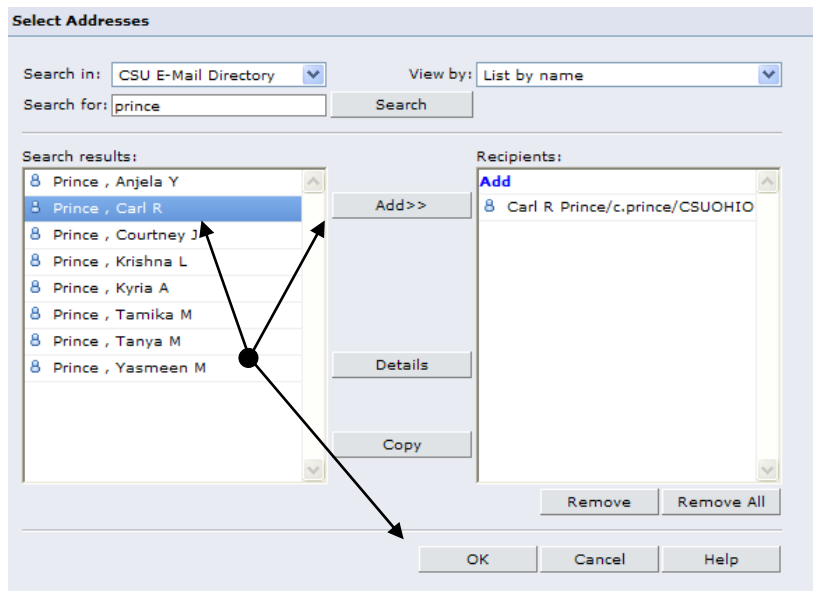 Select Addresses
Search in: CSU E-Mail Directory View by: List by name
Search for: prince Search
Search results: Recipients:
Prince , Anjela Y Add
Prince , Carl R Add>> Carl R Prince/c.prince/CSUOHIO
Prince , Courtney J
Prince , Krishna L
Prince , Kyria A
Prince , Tamika M
Prince , Tanya M
Prince , Yasmeen M Details
Copy
Remove Remove All
OK Cancel Help